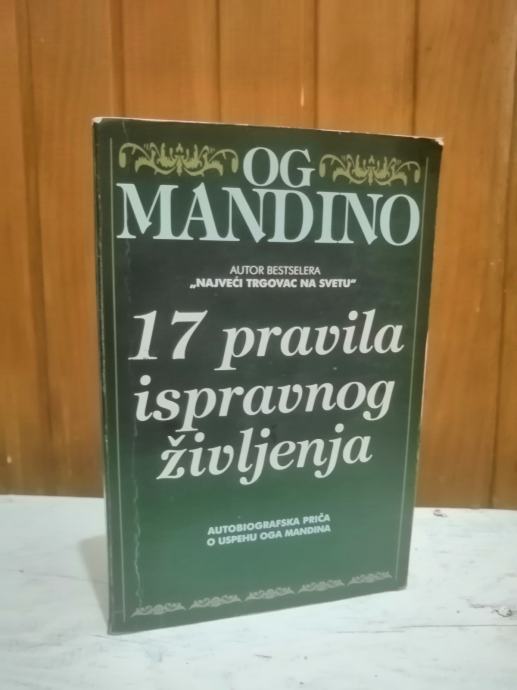 OG
MANDINO
AUTOR BESTSELERA
„NAJVEĆI TRGOVAC NA SVETU“
17 pravila
ispravnog
življenja
AUTOBIOGRAFSKA PRIČA
O USPEHU OGA MANDINA